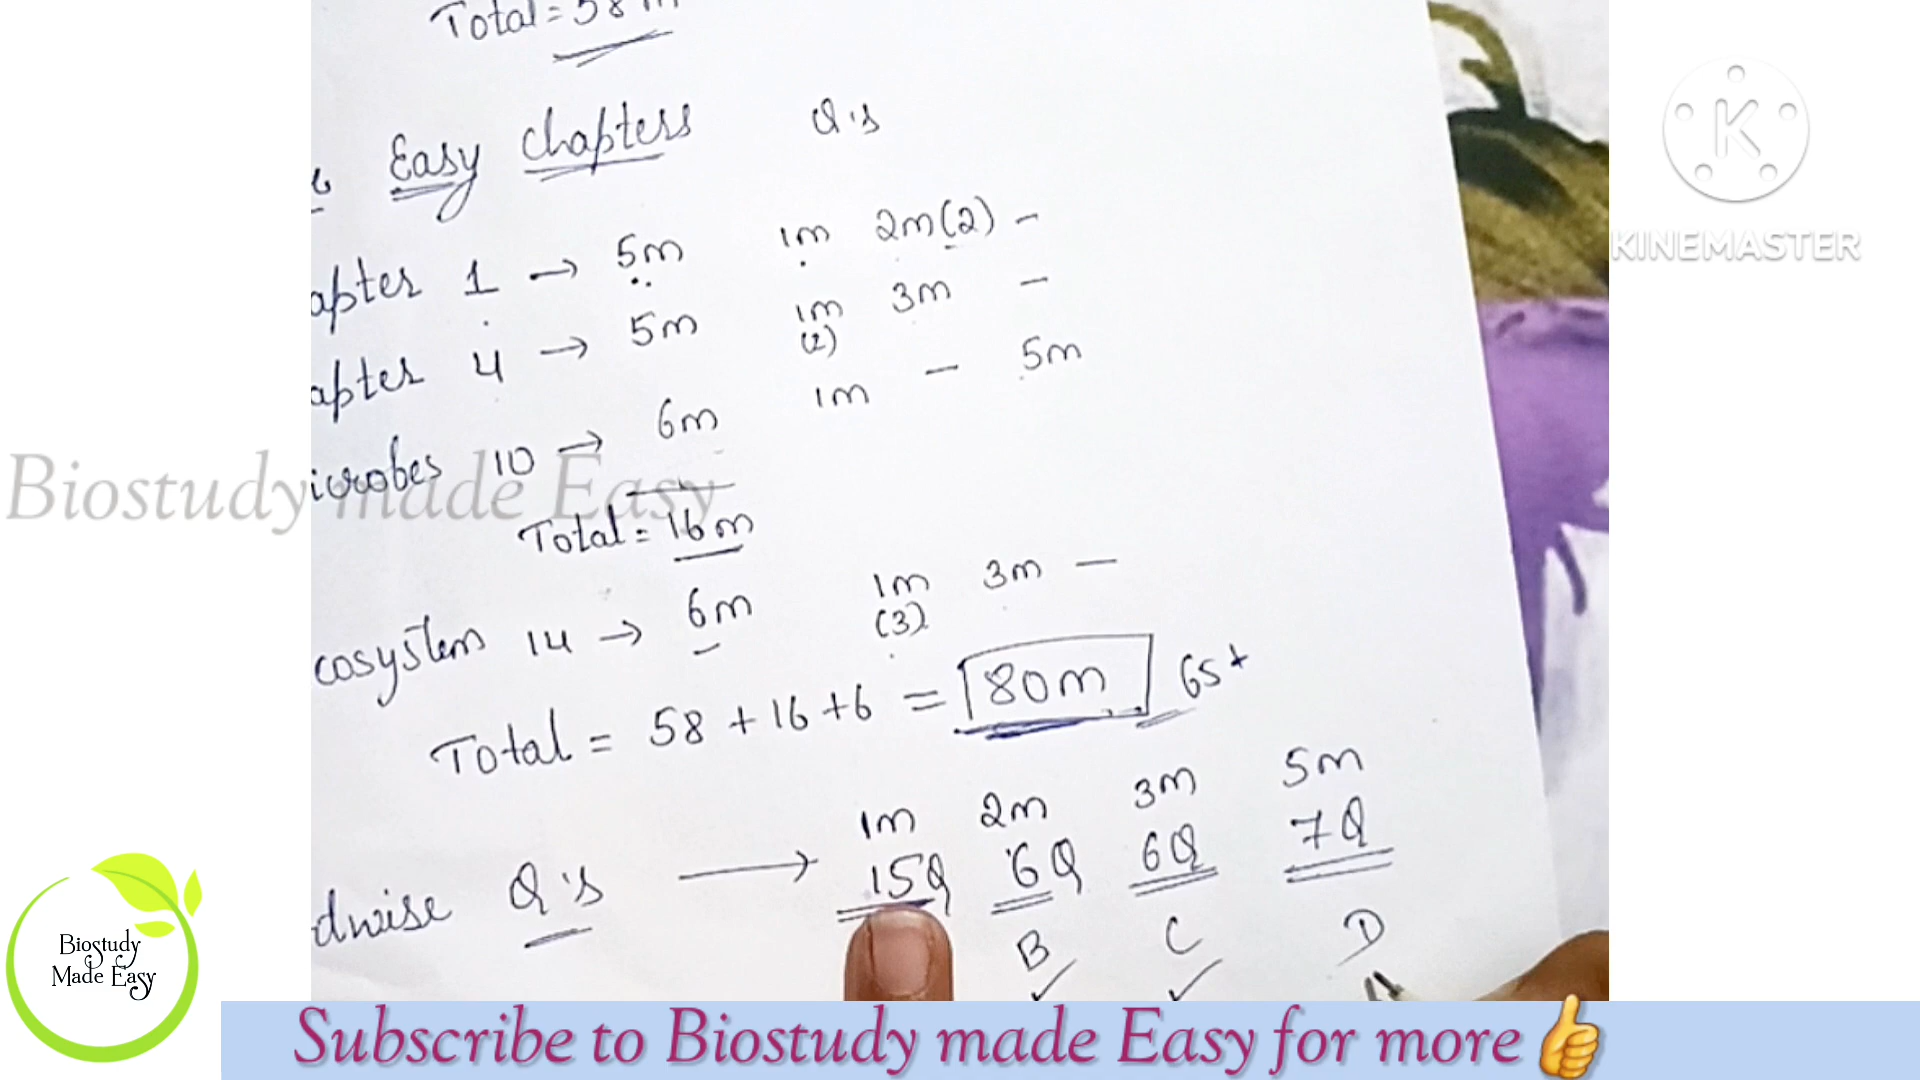 Total = 58m
Easy Chapters Q's
apter 1 → 5m 1m 2m(2) –
apter 4 → 5m 1m (2) 3m –
icrobes 10 → 6m 1m – 5m
Total = 16m
cosystem 14 → 6m 1m (3) 3m –
Total = 58 + 16 + 6 = 80m 65+
1m 2m 3m 5m
dwise Q's → 15Q 6Q 6Q 7Q
B C D
KINEMASTER
Biostudy made Easy
Biostudy
Made Easy
Subscribe to Biostudy made Easy for more 👍